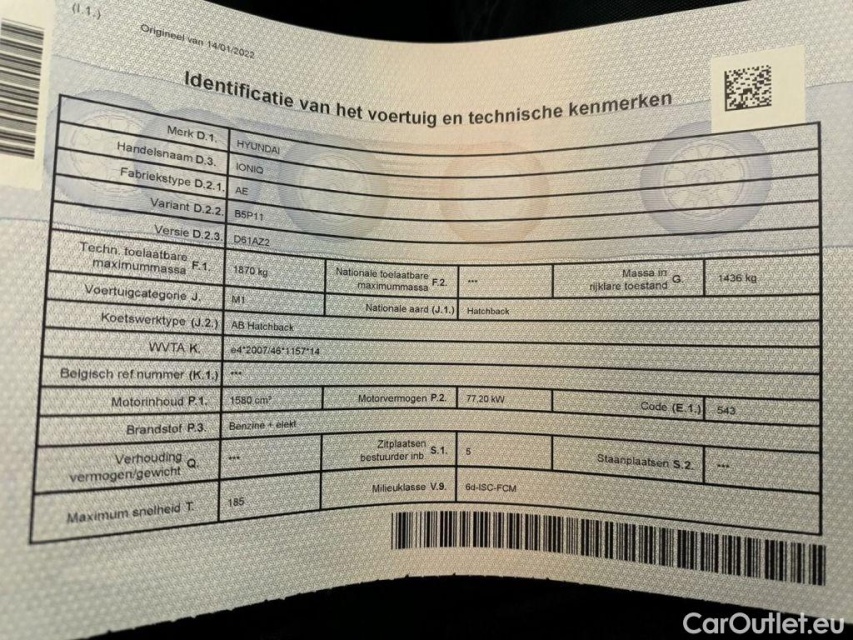 (I.1.)
Origineel van 14/01/2022
Identificatie van het voertuig en technische kenmerken
Merk D.1. HYUNDAI
Handelsnaam D.3. IONIQ
Fabriekstype D.2.1. AE
Variant D.2.2. B5P11
Versie D.2.3. D61AZ2
Techn. toelaatbare maximummassa F.1. 1870 kg Nationale toelaatbare maximummassa F.2. --- Massa in rijklare toestand G. 1436 kg
Voertuigcategorie J. M1 Nationale aard (J.1.) Hatchback
Koetswerktype (J.2.) AB Hatchback
WVTA K. e4*2007/46*1157*14
Belgisch ref nummer (K.1.) ---
Motorinhoud P.1. 1580 cm³ Motorvermogen P.2. 77,20 kW Code (E.1.) 543
Brandstof P.3. Benzine + elekt
Verhouding vermogen/gewicht Q. --- Zitplaatsen bestuurder inb S.1. 5 Staanplaatsen S.2. ---
Maximum snelheid T. 185 Milieuklasse V.9. 6d-ISC-FCM
CarOutlet.eu